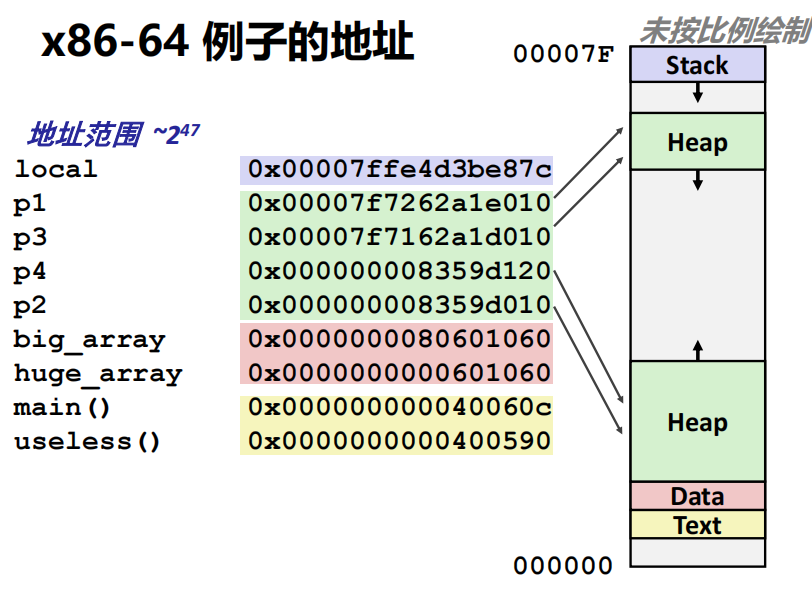 x86-64 例子的地址
未按比例绘制
00007F
Stack
Heap
地址范围 ~2⁴⁷
local 0x00007ffe4d3be87c
p1 0x00007f7262a1e010
p3 0x00007f7162a1d010
p4 0x000000008359d120
p2 0x000000008359d010
big_array 0x0000000080601060
huge_array 0x0000000000601060
main() 0x000000000040060c
useless() 0x0000000000400590
Heap
Data
Text
000000